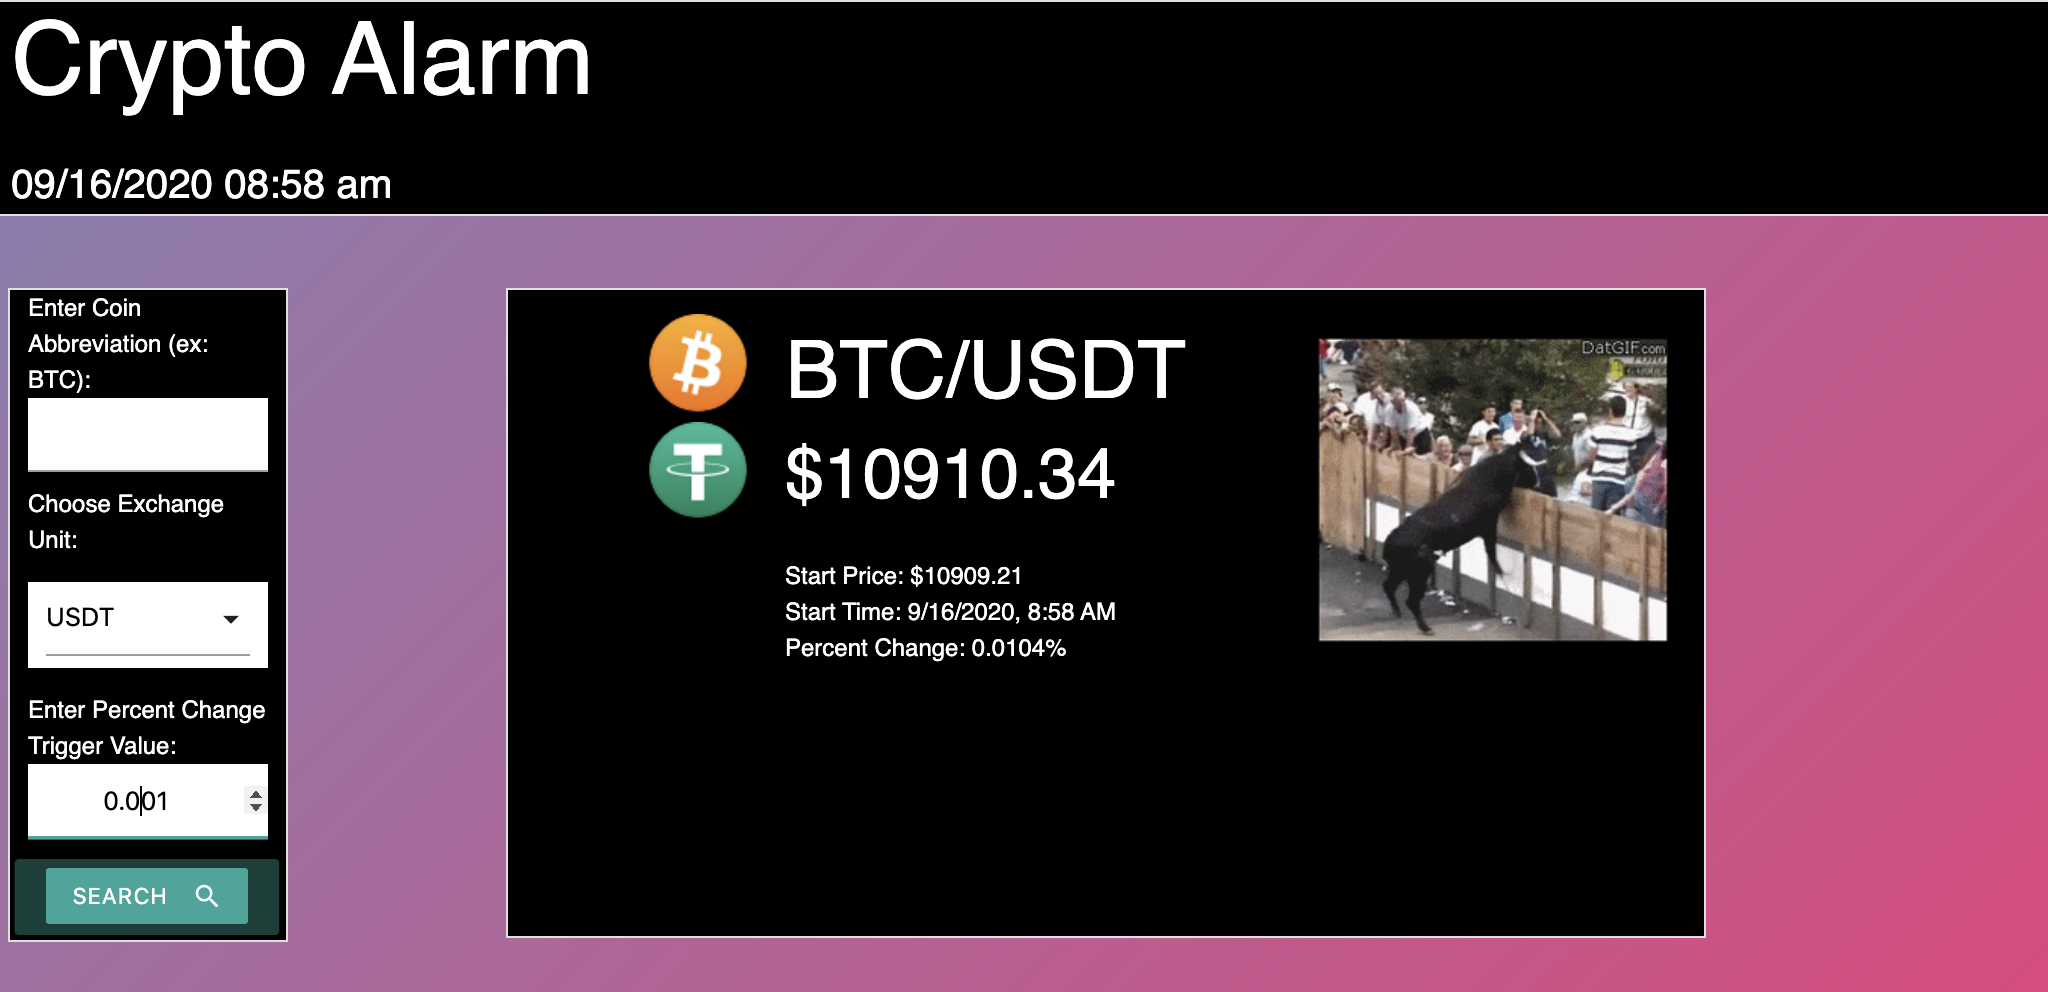 Crypto Alarm
09/16/2020 08:58 am
Enter Coin
Abbreviation (ex:
BTC):
Choose Exchange
Unit:
USDT
Enter Percent Change
Trigger Value:
0.001
SEARCH
BTC/USDT
$10910.34
Start Price: $10909.21
Start Time: 9/16/2020, 8:58 AM
Percent Change: 0.0104%
DatGIF.com